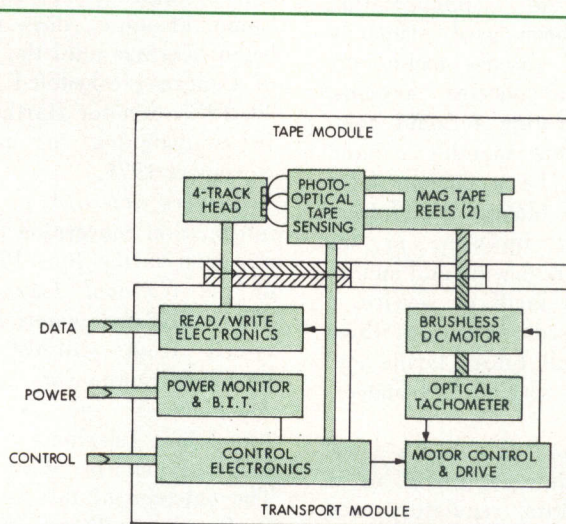 TAPE MODULE
4-TRACK
HEAD
PHOTO-
OPTICAL
TAPE
SENSING
MAG TAPE
REELS (2)
DATA
READ/WRITE
ELECTRONICS
BRUSHLESS
DC MOTOR
POWER
POWER MONITOR
& B.I.T.
OPTICAL
TACHOMETER
CONTROL
CONTROL
ELECTRONICS
MOTOR CONTROL
& DRIVE
TRANSPORT MODULE